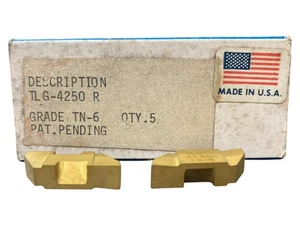 DESCRIPTION
TLG-4250 R
GRADE TN-6 QTY.5
PAT.PENDING
MADE IN U.S.A.